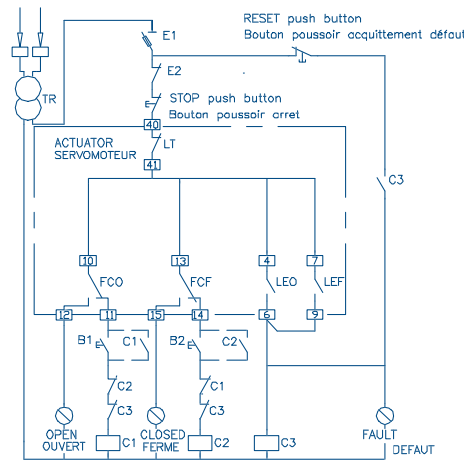 RESET push button
Bouton poussoir acquittement défaut
E1
E2
TR
STOP push button
Bouton poussoir arret
40
ACTUATOR
SERVOMOTEUR
LT
41
C3
10
13
4
7
FCO
FCF
LEO
LEF
12
11
15
14
6
9
B1
C1
B2
C2
C2
C1
C3
C3
OPEN
OUVERT
C1
CLOSED
FERME
C2
C3
FAULT
DEFAUT